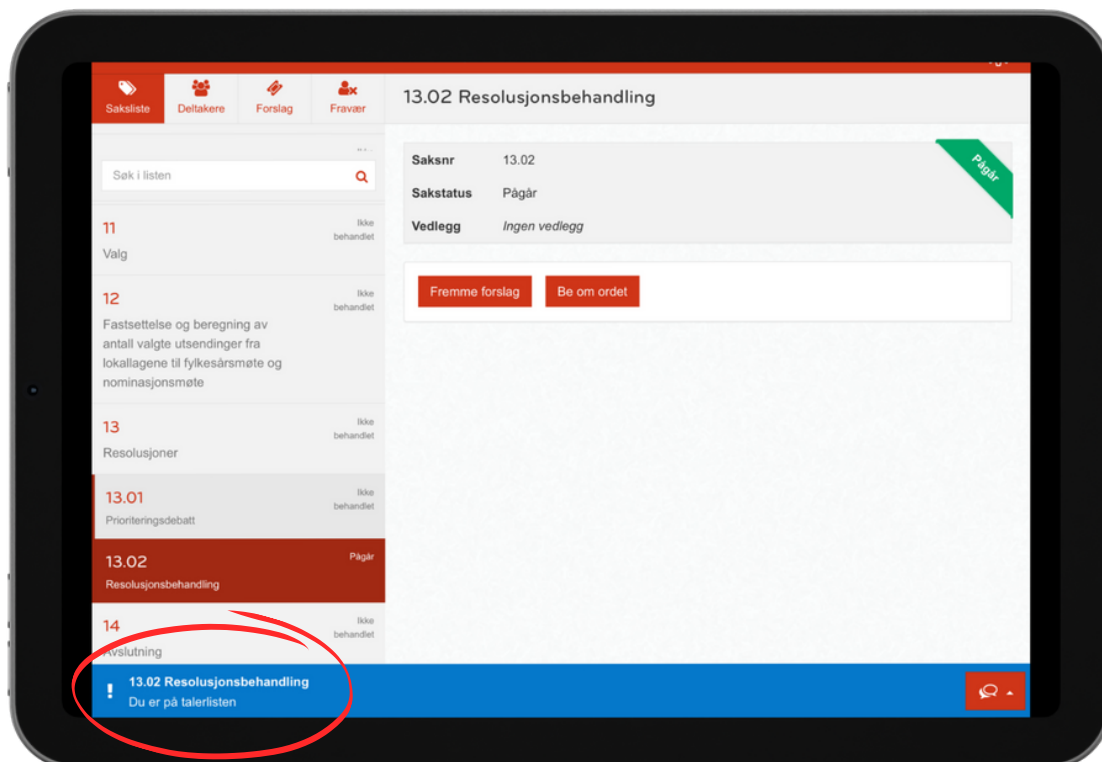 Saksliste
Deltakere
Forslag
Fravær
13.02 Resolusjonsbehandling
Søk i listen
11
Ikke
behandlet
Valg
12
Ikke
behandlet
Fastsettelse og beregning av
antall valgte utsendinger fra
lokallagene til fylkesårsmøte og
nominasjonsmøte
13
Ikke
behandlet
Resolusjoner
13.01
Ikke
behandlet
Prioriteringsdebatt
13.02
Pågår
Resolusjonsbehandling
14
Ikke
behandlet
Avslutning
Saksnr 13.02
Sakstatus Pågår
Vedlegg Ingen vedlegg
Pågår
Fremme forslag
Be om ordet
13.02 Resolusjonsbehandling
Du er på talerlisten